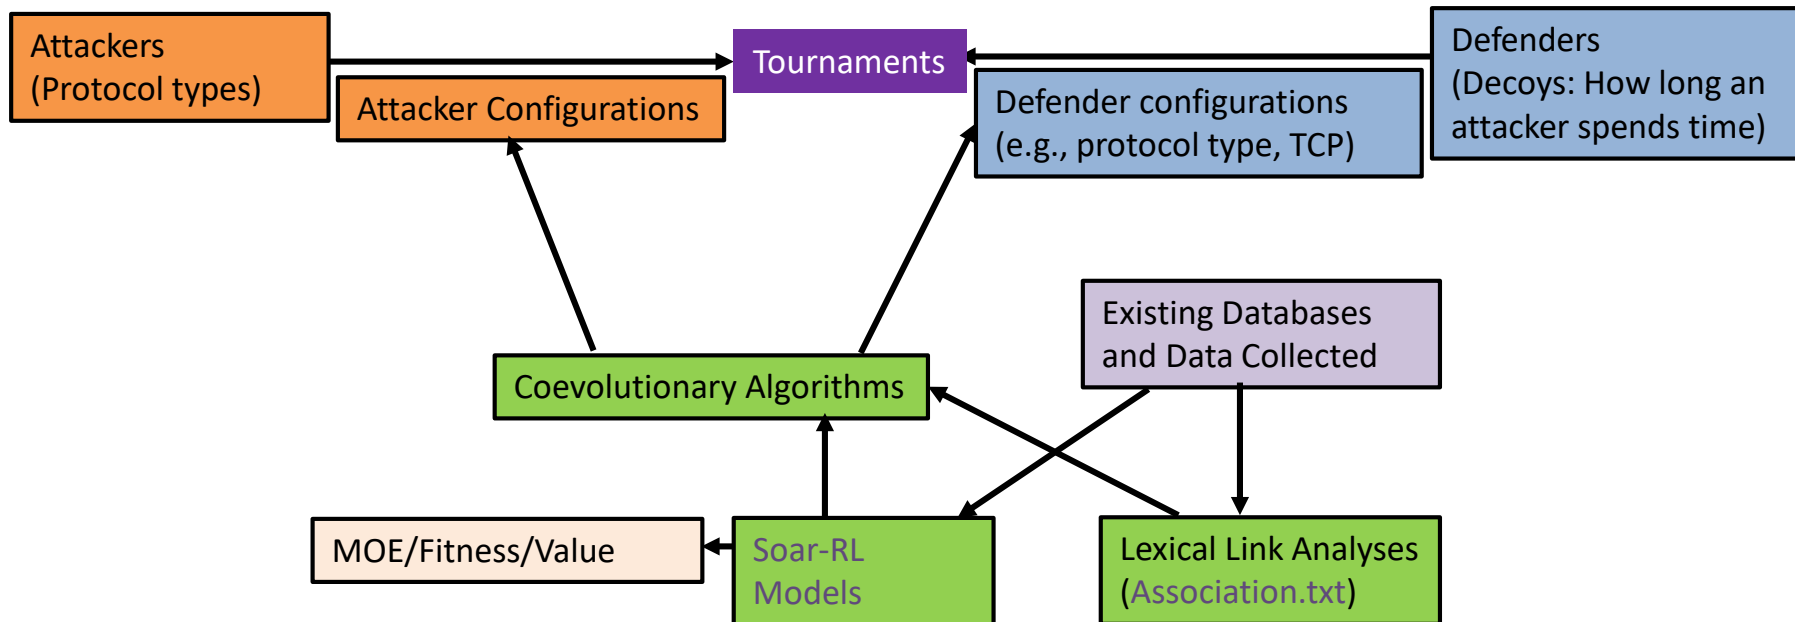 Attackers
(Protocol types)
Attacker Configurations
Tournaments
Defender configurations
(e.g., protocol type, TCP)
Defenders
(Decoys: How long an
attacker spends time)
Coevolutionary Algorithms
Existing Databases
and Data Collected
MOE/Fitness/Value
Soar-RL
Models
Lexical Link Analyses
(Association.txt)